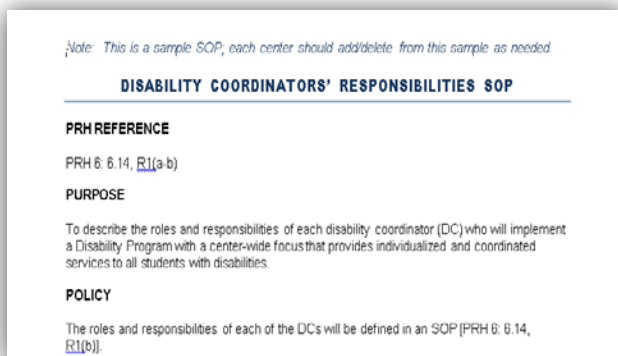 Note:  This is a sample SOP; each center should add/delete from this sample as needed
DISABILITY COORDINATORS' RESPONSIBILITIES SOP
PRH REFERENCE
PRH 6: 6.14, R1(a-b)
PURPOSE
To describe the roles and responsibilities of each disability coordinator (DC) who will implement
a Disability Program with a center-wide focus that provides individualized and coordinated
services to all students with disabilities.
POLICY
The roles and responsibilities of each of the DCs will be defined in an SOP [PRH 6: 6.14,
R1(b)].